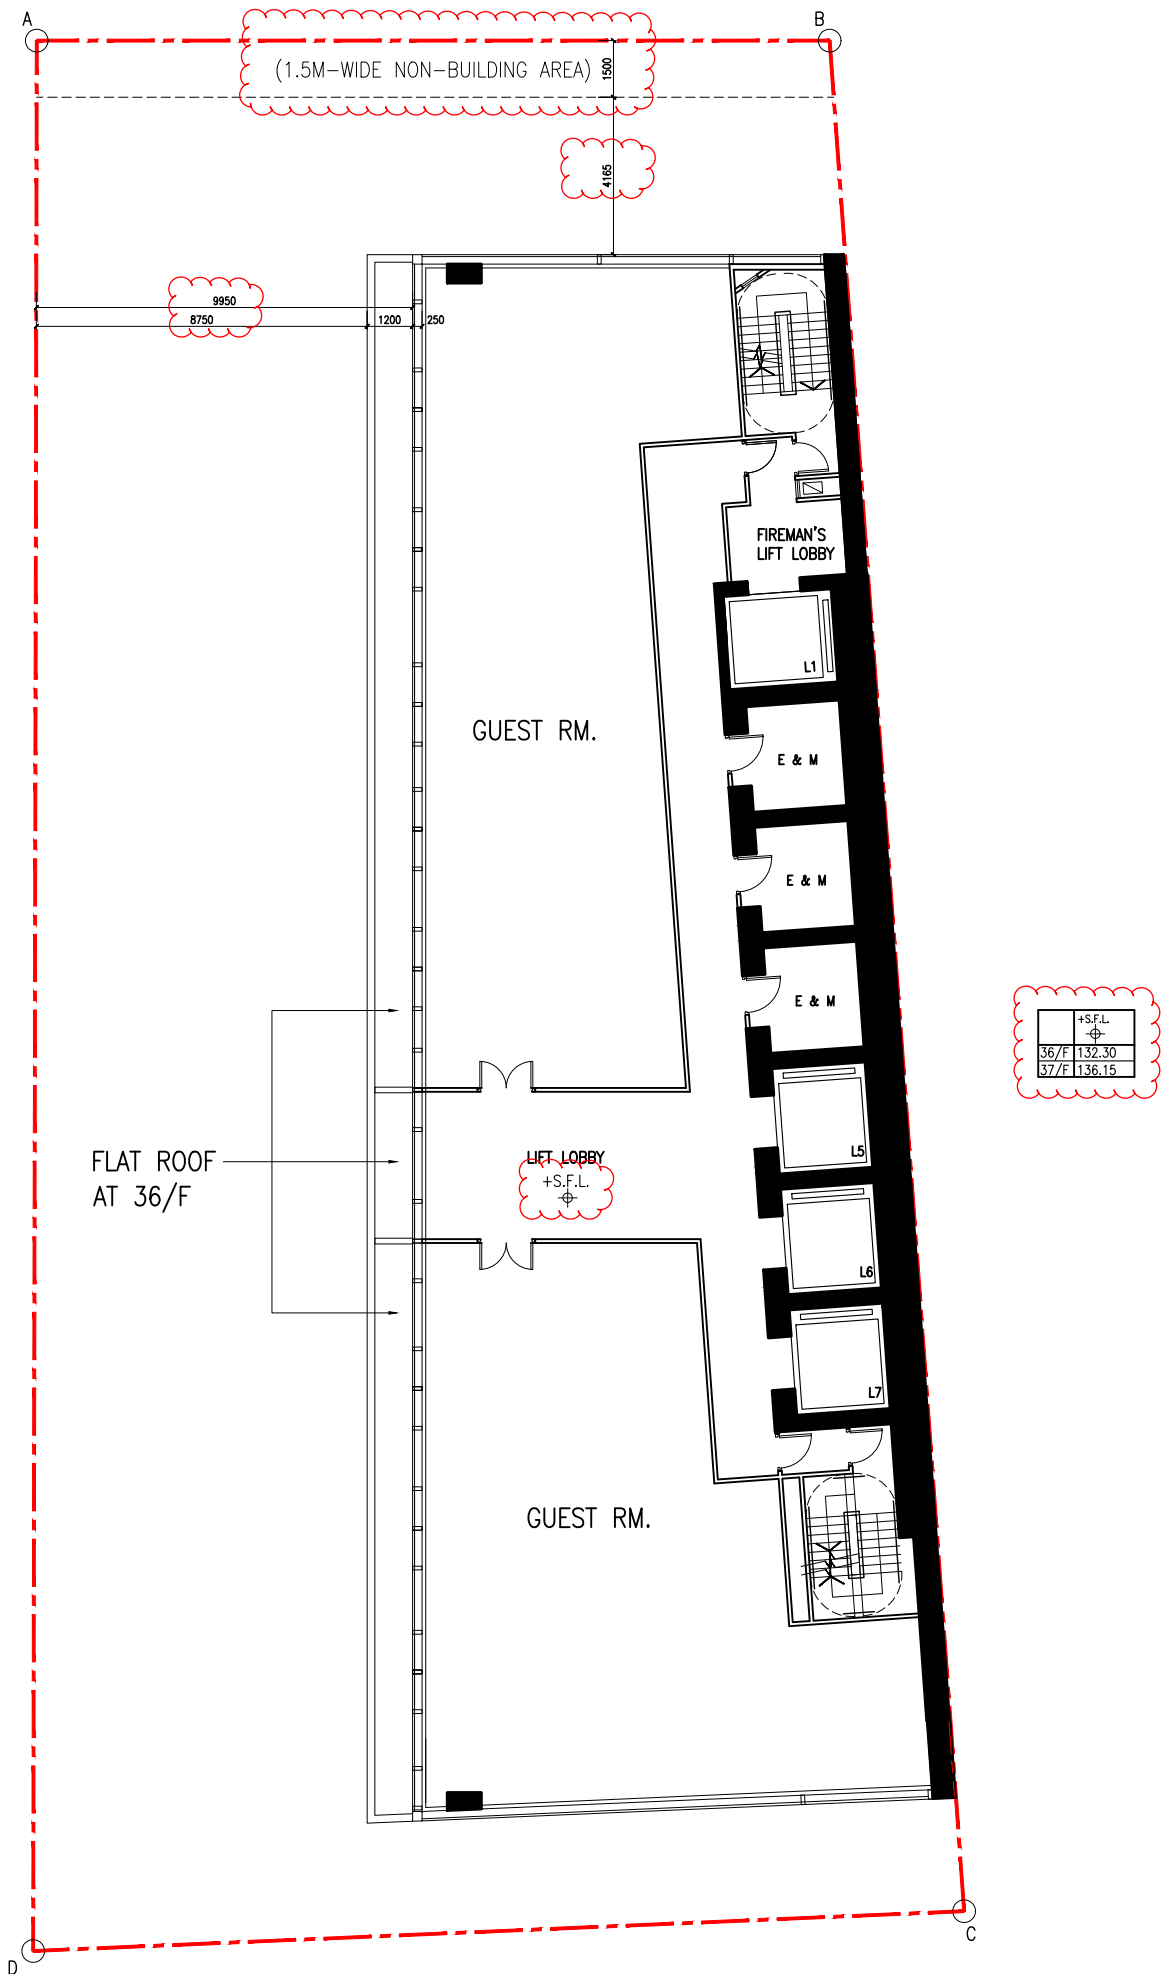 A
B
(1.5M-WIDE NON-BUILDING AREA)
1500
4165
9950
8750
1200
250
FIREMAN'S
LIFT LOBBY
L1
GUEST RM.
E & M
E & M
E & M
+S.F.L.
36/F 132.30
37/F 136.15
FLAT ROOF
AT 36/F
LIFT LOBBY
+S.F.L.
L5
L6
L7
GUEST RM.
C
D